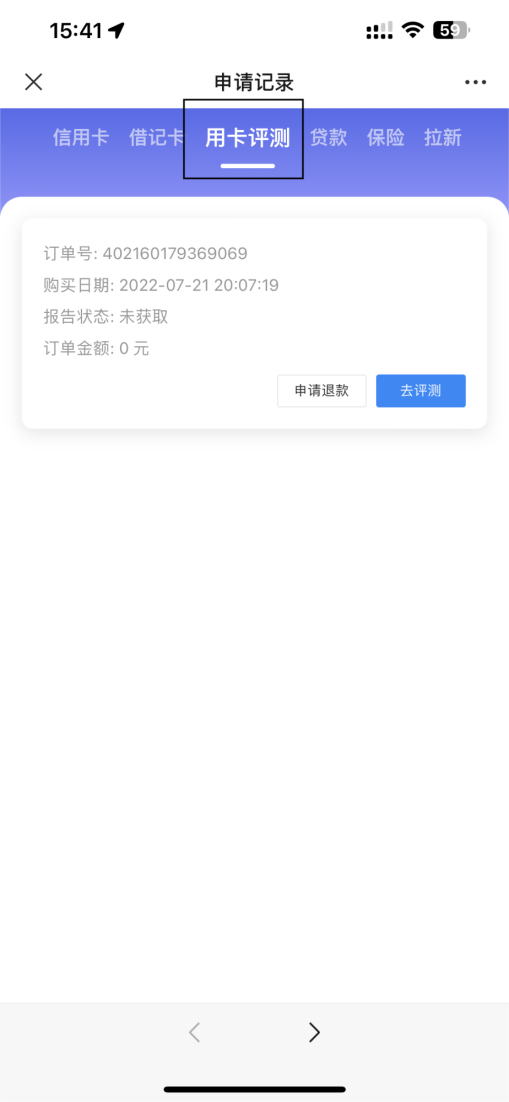 15:41
59
申请记录
信用卡 借记卡 用卡评测 贷款 保险 拉新
订单号: 402160179369069
购买日期: 2022-07-21 20:07:19
报告状态: 未获取
订单金额: 0 元
申请退款 去评测